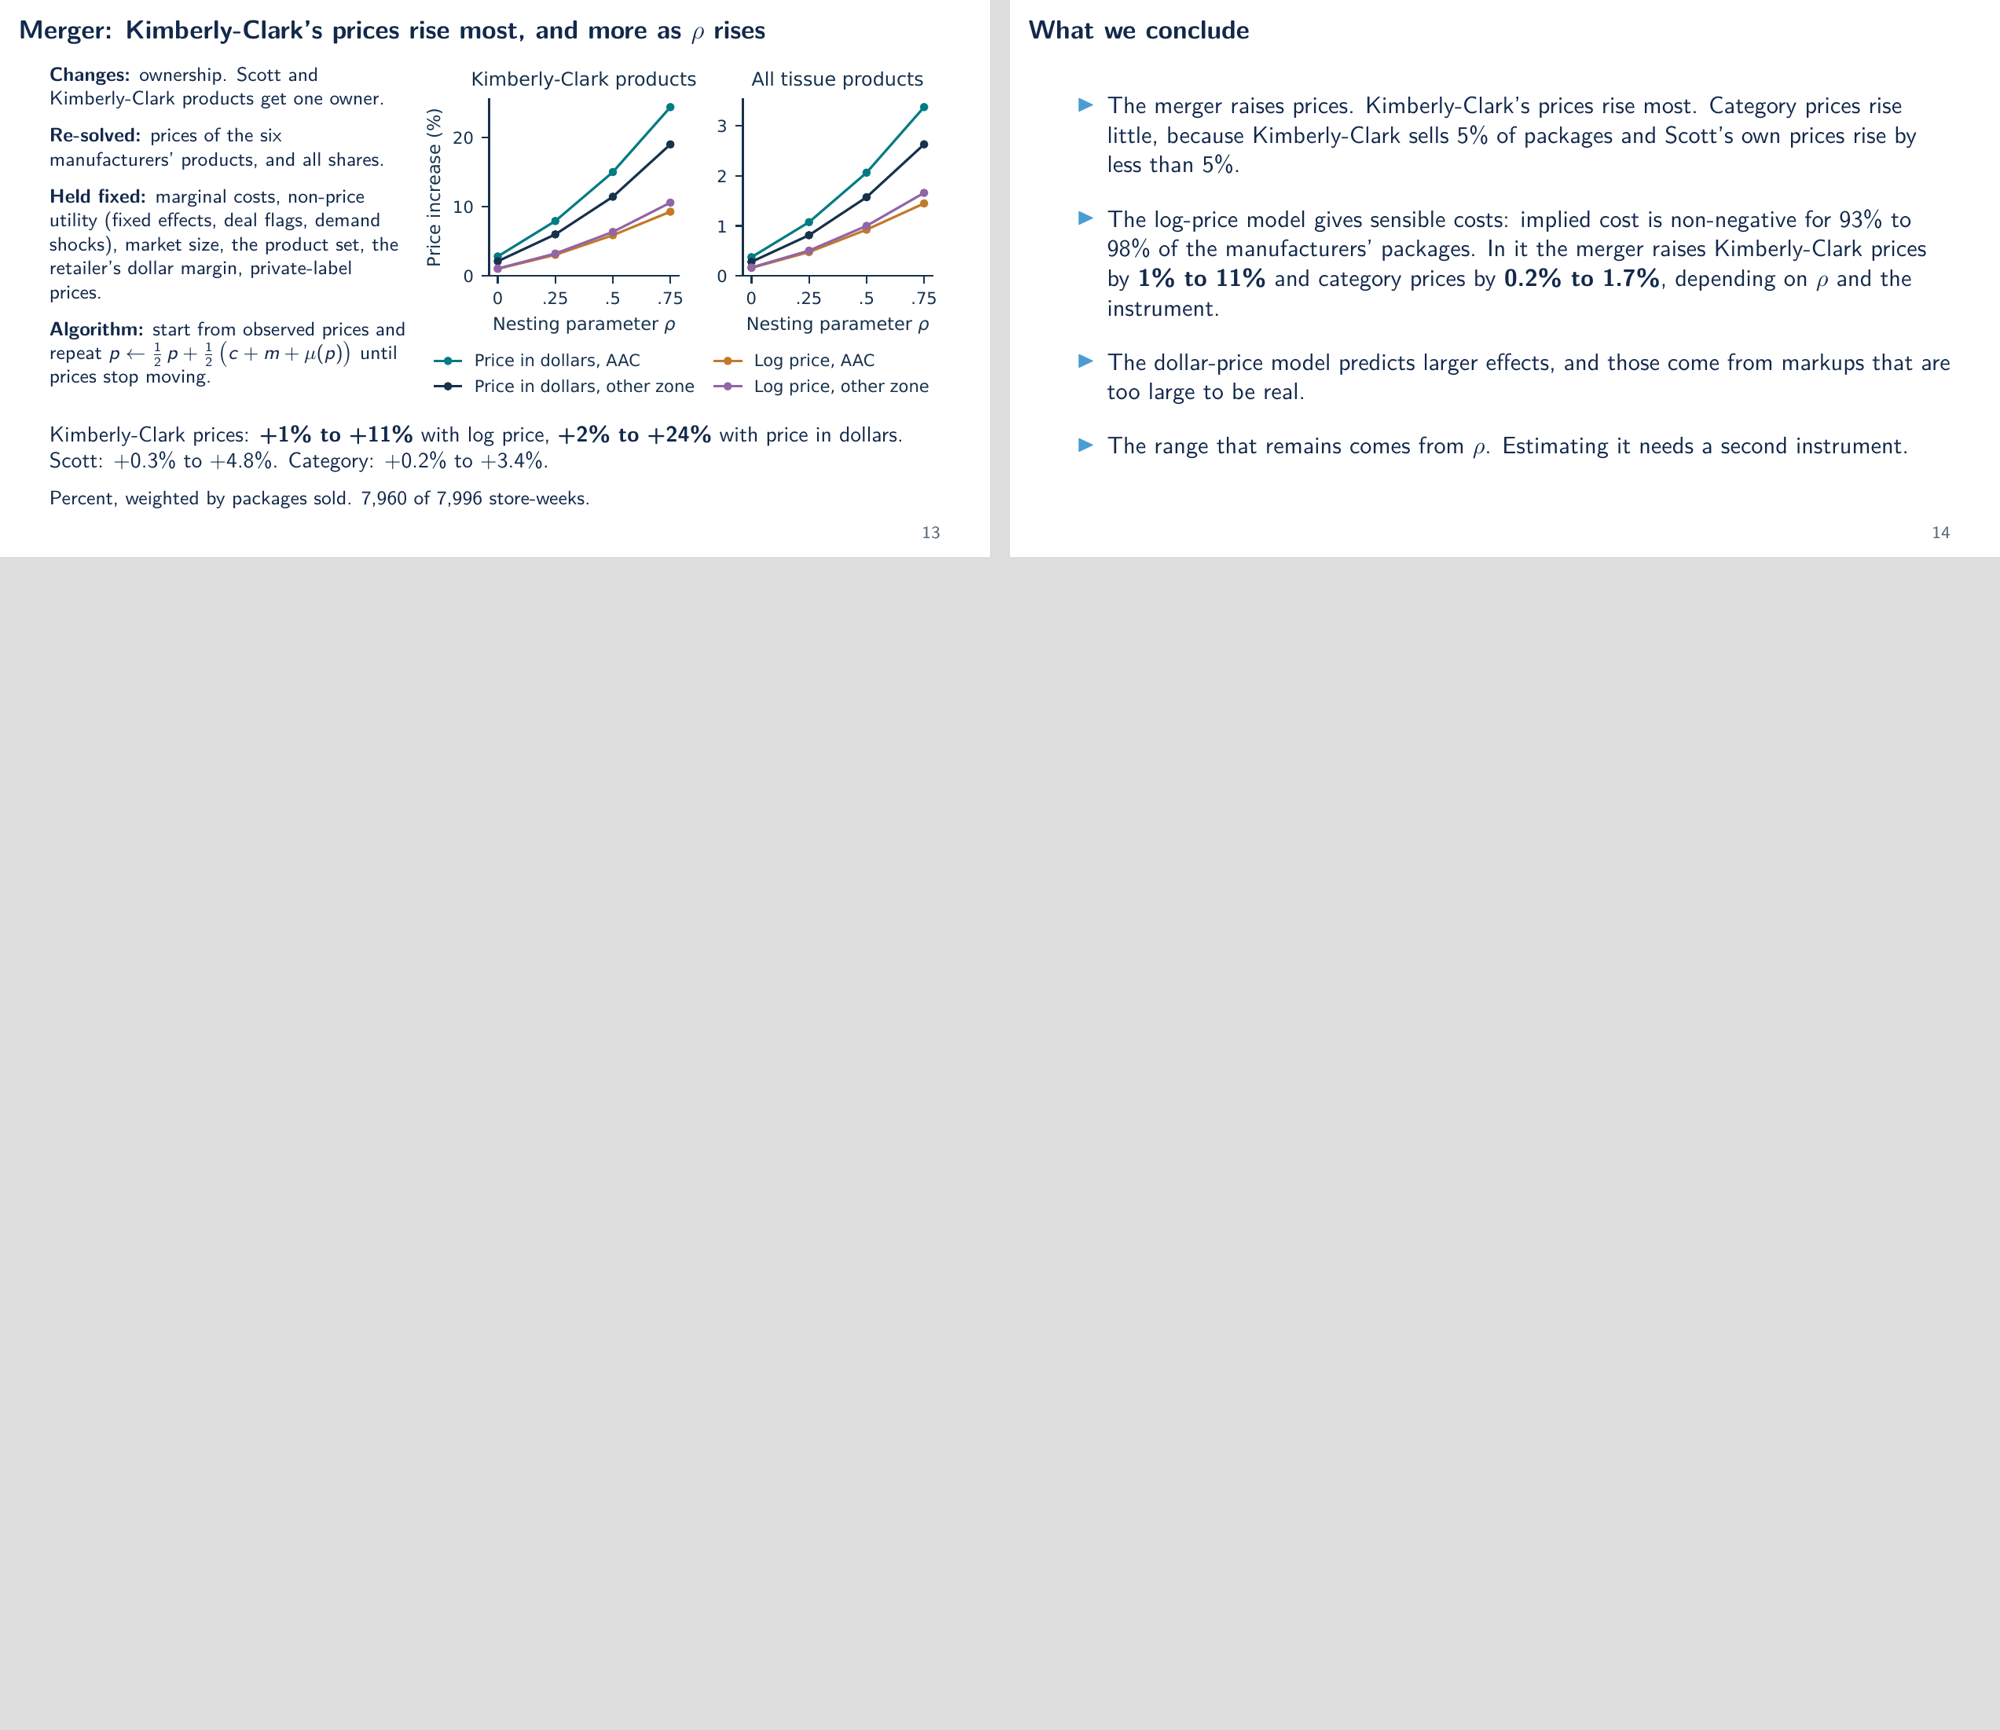 Merger: Kimberly-Clark's prices rise most, and more as ρ rises
Changes: ownership. Scott and
Kimberly-Clark products get one owner.
Re-solved: prices of the six
manufacturers' products, and all shares.
Held fixed: marginal costs, non-price
utility (fixed effects, deal flags, demand
shocks), market size, the product set, the
retailer's dollar margin, private-label
prices.
Algorithm: start from observed prices and
repeat p ← ½ p + ½ (c + m + μ(p)) until
prices stop moving.
Kimberly-Clark products
Price increase (%)
20
10
0
0 .25 .5 .75
Nesting parameter ρ
All tissue products
3
2
1
0
0 .25 .5 .75
Nesting parameter ρ
Price in dollars, AAC
Price in dollars, other zone
Log price, AAC
Log price, other zone
Kimberly-Clark prices: +1% to +11% with log price, +2% to +24% with price in dollars.
Scott: +0.3% to +4.8%. Category: +0.2% to +3.4%.
Percent, weighted by packages sold. 7,960 of 7,996 store-weeks.
13
What we conclude
The merger raises prices. Kimberly-Clark's prices rise most. Category prices rise
little, because Kimberly-Clark sells 5% of packages and Scott's own prices rise by
less than 5%.
The log-price model gives sensible costs: implied cost is non-negative for 93% to
98% of the manufacturers' packages. In it the merger raises Kimberly-Clark prices
by 1% to 11% and category prices by 0.2% to 1.7%, depending on ρ and the
instrument.
The dollar-price model predicts larger effects, and those come from markups that are
too large to be real.
The range that remains comes from ρ. Estimating it needs a second instrument.
14